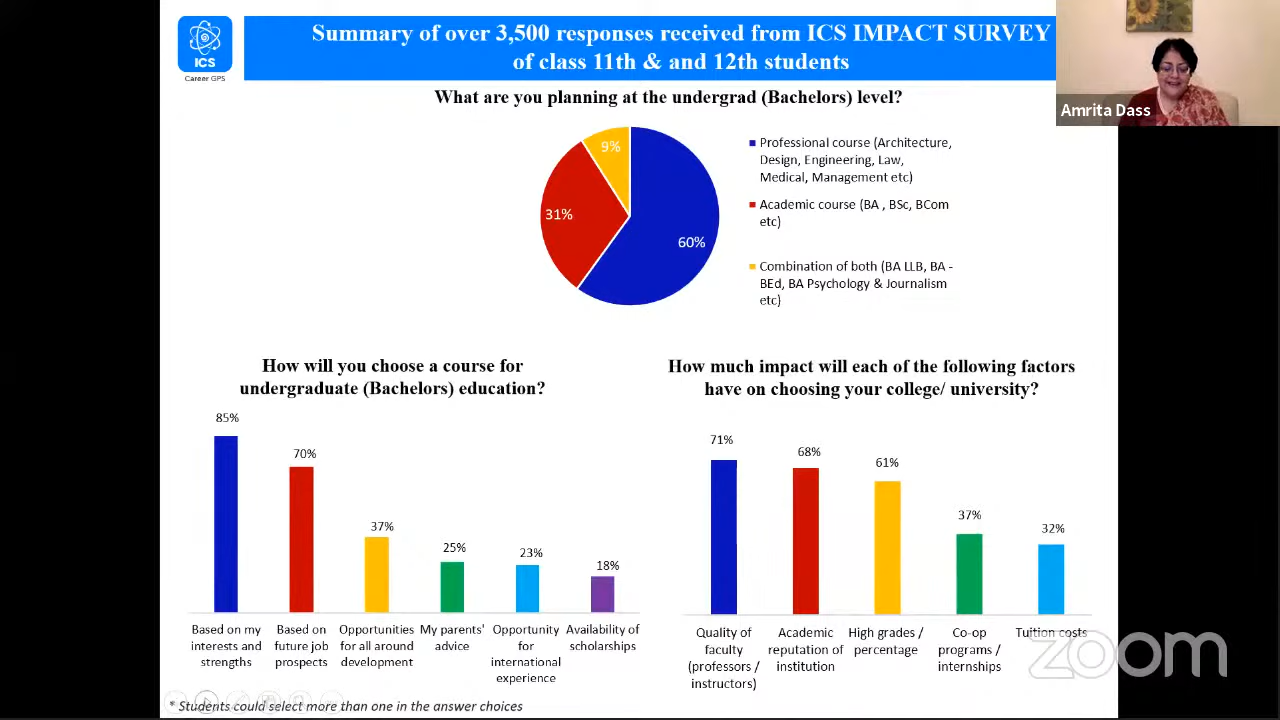 ICS
Career GPS
Summary of over 3,500 responses received from ICS IMPACT SURVEY
of class 11th & and 12th students
Amrita Dass
What are you planning at the undergrad (Bachelors) level?
9%
31%
60%
Professional course (Architecture,
Design, Engineering, Law,
Medical, Management etc)
Academic course (BA , BSc, BCom
etc)
Combination of both (BA LLB, BA -
BEd, BA Psychology & Journalism
etc)
How will you choose a course for
undergraduate (Bachelors) education?
85%
70%
37%
25%
23%
18%
Based on my
interests and
strengths
Based on
future job
prospects
Opportunities
for all around
development
My parents'
advice
Opportunity
for
international
experience
Availability of
scholarships
How much impact will each of the following factors
have on choosing your college/ university?
71%
68%
61%
37%
32%
Quality of
faculty
(professors /
instructors)
Academic
reputation of
institution
High grades /
percentage
Co-op
programs /
internships
Tuition costs
zoom
* Students could select more than one in the answer choices